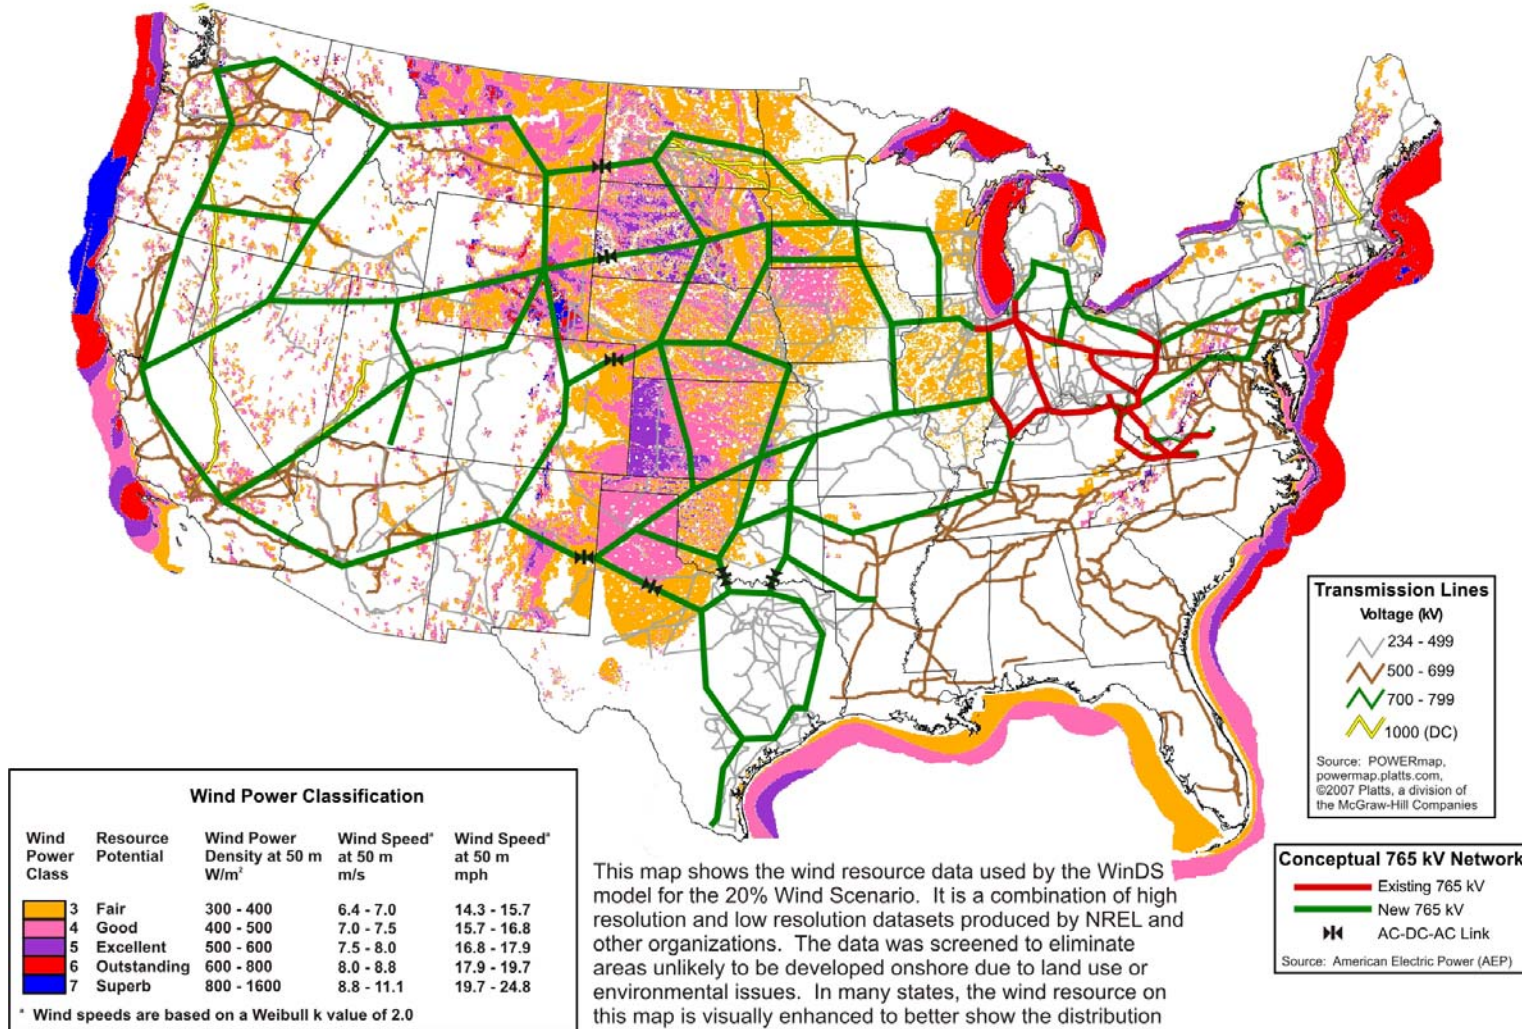 Transmission Lines
Voltage (kV)
234 - 499
500 - 699
700 - 799
1000 (DC)
Source: POWERmap,
powermap.platts.com,
©2007 Platts, a division of
the McGraw-Hill Companies
Wind Power Classification
Wind Resource Wind Power Wind Speedª Wind Speedª
Power Potential Density at 50 m at 50 m at 50 m
Class W/m² m/s mph
3 Fair 300 - 400 6.4 - 7.0 14.3 - 15.7
4 Good 400 - 500 7.0 - 7.5 15.7 - 16.8
5 Excellent 500 - 600 7.5 - 8.0 16.8 - 17.9
6 Outstanding 600 - 800 8.0 - 8.8 17.9 - 19.7
7 Superb 800 - 1600 8.8 - 11.1 19.7 - 24.8
ª Wind speeds are based on a Weibull k value of 2.0
This map shows the wind resource data used by the WinDS
model for the 20% Wind Scenario. It is a combination of high
resolution and low resolution datasets produced by NREL and
other organizations. The data was screened to eliminate
areas unlikely to be developed onshore due to land use or
environmental issues. In many states, the wind resource on
this map is visually enhanced to better show the distribution
Conceptual 765 kV Network
Existing 765 kV
New 765 kV
AC-DC-AC Link
Source: American Electric Power (AEP)